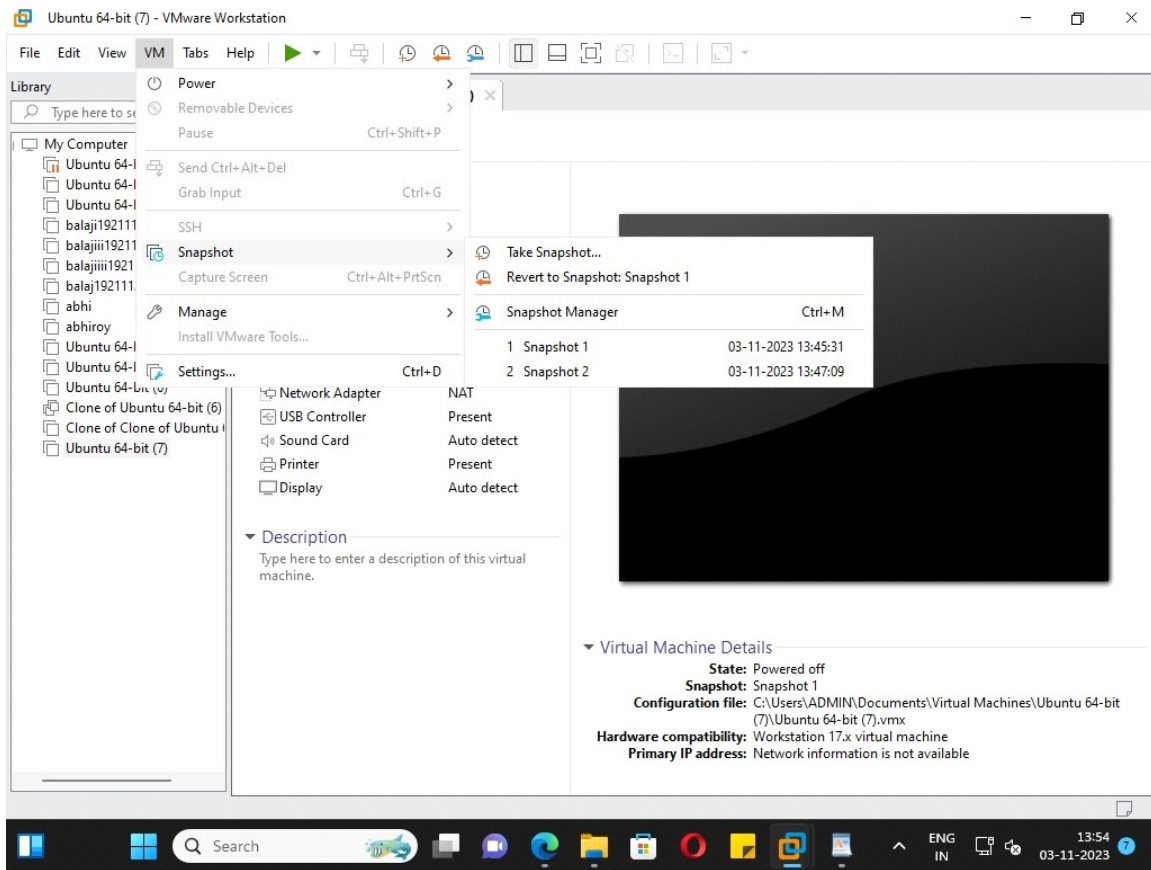 Ubuntu 64-bit (7) - VMware Workstation
File Edit View VM Tabs Help
Library
Type here to se
My Computer
Ubuntu 64-l
Ubuntu 64-l
Ubuntu 64-l
balaji192111
balajiii19211
balajiiii1921
balaj192111.
abhi
abhiroy
Ubuntu 64-l
Ubuntu 64-l
Ubuntu 64-bit (6)
Clone of Ubuntu 64-bit (6)
Clone of Clone of Ubuntu
Ubuntu 64-bit (7)
Power
Removable Devices
Pause Ctrl+Shift+P
Send Ctrl+Alt+Del
Grab Input Ctrl+G
SSH
Snapshot
Capture Screen Ctrl+Alt+PrtScn
Manage
Install VMware Tools...
Settings... Ctrl+D
Take Snapshot...
Revert to Snapshot: Snapshot 1
Snapshot Manager Ctrl+M
1 Snapshot 1 03-11-2023 13:45:31
2 Snapshot 2 03-11-2023 13:47:09
Network Adapter NAT
USB Controller Present
Sound Card Auto detect
Printer Present
Display Auto detect
Description
Type here to enter a description of this virtual
machine.
Virtual Machine Details
State: Powered off
Snapshot: Snapshot 1
Configuration file: C:\Users\ADMIN\Documents\Virtual Machines\Ubuntu 64-bit
(7)\Ubuntu 64-bit (7).vmx
Hardware compatibility: Workstation 17.x virtual machine
Primary IP address: Network information is not available
Search
ENG
IN
13:54
03-11-2023
7